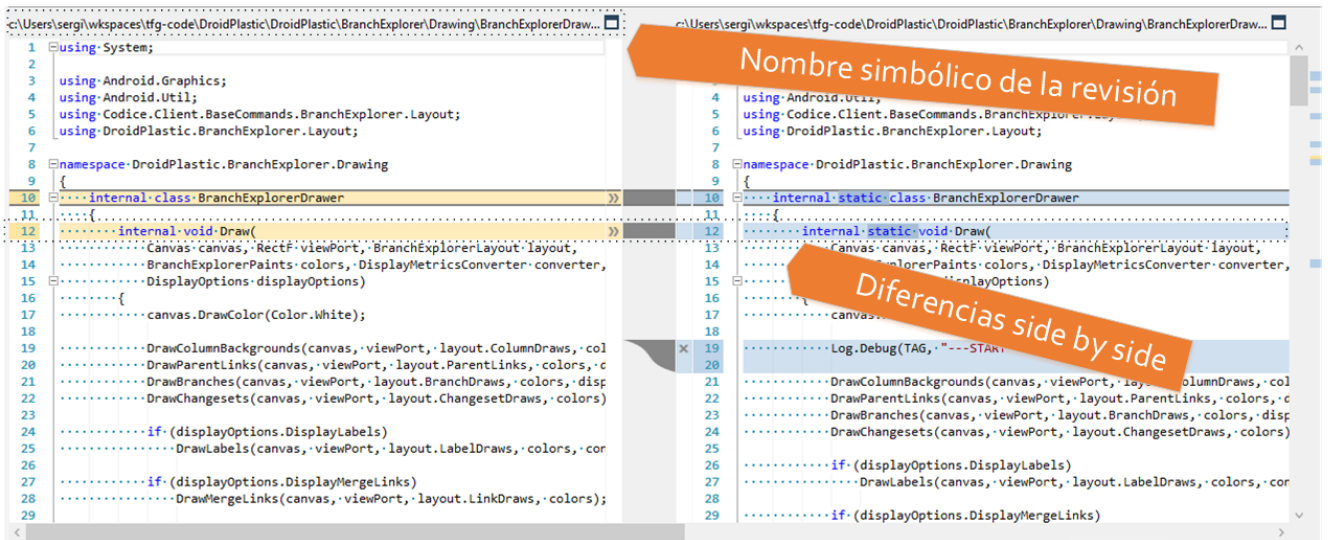 c:\Users\sergi\wkspaces\tfg-code\DroidPlastic\DroidPlastic\BranchExplorer\Drawing\BranchExplorerDraw...
1 using·System;
2
3 using·Android.Graphics;
4 using·Android.Util;
5 using·Codice.Client.BaseCommands.BranchExplorer.Layout;
6 using·DroidPlastic.BranchExplorer.Layout;
7
8 namespace·DroidPlastic.BranchExplorer.Drawing
9 {
10 ····internal·class·BranchExplorerDrawer
11 ····{
12 ········internal·void·Draw(
13 ············Canvas·canvas,·RectF·viewPort,·BranchExplorerLayout·layout,
14 ············BranchExplorerPaints·colors,·DisplayMetricsConverter·converter,
15 ············DisplayOptions·displayOptions)
16 ········{
17 ············canvas.DrawColor(Color.White);
18
19 ············DrawColumnBackgrounds(canvas,·viewPort,·layout.ColumnDraws,·col
20 ············DrawParentLinks(canvas,·viewPort,·layout.ParentLinks,·colors,·d
21 ············DrawBranches(canvas,·viewPort,·layout.BranchDraws,·colors,·disp
22 ············DrawChangesets(canvas,·viewPort,·layout.ChangesetDraws,·colors)
23
24 ············if·(displayOptions.DisplayLabels)
25 ················DrawLabels(canvas,·viewPort,·layout.LabelDraws,·colors,·con
26
27 ············if·(displayOptions.DisplayMergeLinks)
28 ················DrawMergeLinks(canvas,·viewPort,·layout.LinkDraws,·colors);
29
c:\Users\sergi\wkspaces\tfg-code\DroidPlastic\DroidPlastic\BranchExplorer\Drawing\BranchExplorerDraw...
Nombre simbólico de la revisión
4 using·Android.Util;
5 using·Codice.Client.BaseCommands.BranchExplorer.
6 using·DroidPlastic.BranchExplorer.Layout;
7
8 namespace·DroidPlastic.BranchExplorer.Drawing
9 {
10 ····internal·static·class·BranchExplorerDrawer
11 ····{
12 ········internal·static·void·Draw(
13 ············Canvas·canvas,·RectF·viewPort,·BranchExplorerLayout·layout,
14 ············BranchExplorerPaints·colors,·DisplayMetricsConverter·converter,
15 ············displayOptions)
16 ········{
17 ············canvas.
18
Diferencias side by side
19 ············Log.Debug(TAG,·"---START
20
21 ············DrawColumnBackgrounds(canvas,·viewPort,·layout.ColumnDraws,·col
22 ············DrawParentLinks(canvas,·viewPort,·layout.ParentLinks,·colors,·d
23 ············DrawBranches(canvas,·viewPort,·layout.BranchDraws,·colors,·disp
24 ············DrawChangesets(canvas,·viewPort,·layout.ChangesetDraws,·colors)
25
26 ············if·(displayOptions.DisplayLabels)
27 ················DrawLabels(canvas,·viewPort,·layout.LabelDraws,·colors,·con
28
29 ············if·(displayOptions.DisplayMergeLinks)